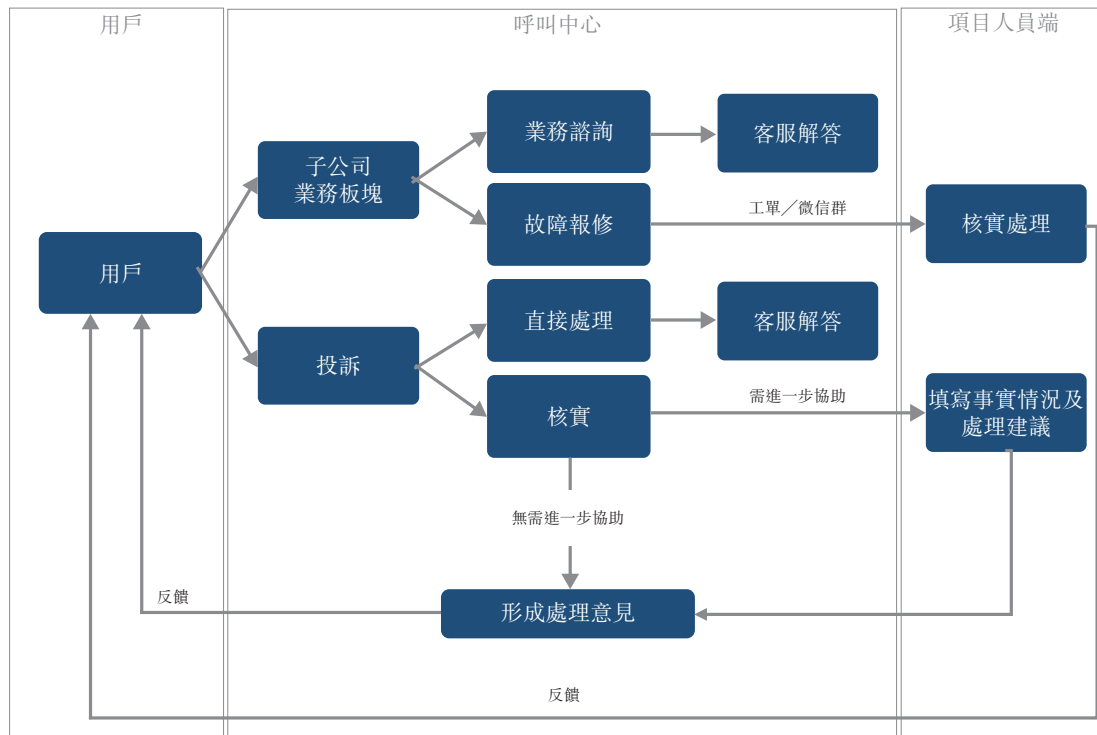 用戶
呼叫中心
項目人員端
業務諮詢
客服解答
子公司
業務板塊
故障報修
工單／微信群
核實處理
用戶
直接處理
客服解答
投訴
核實
需進一步協助
填寫事實情況及
處理建議
無需進一步協助
反饋
形成處理意見
反饋